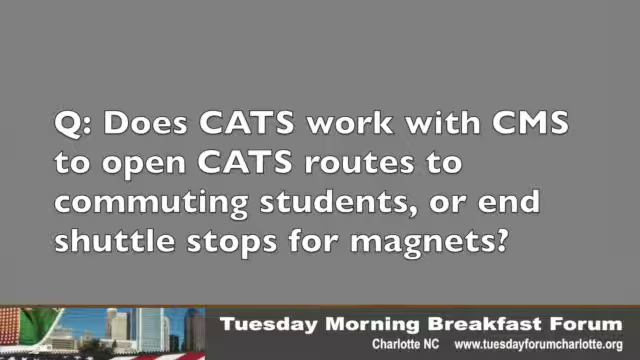 Q: Does CATS work with CMS
to open CATS routes to
commuting students, or end
shuttle stops for magnets?
Tuesday Morning Breakfast Forum
Charlotte NC www.tuesdayforumcharlotte.org